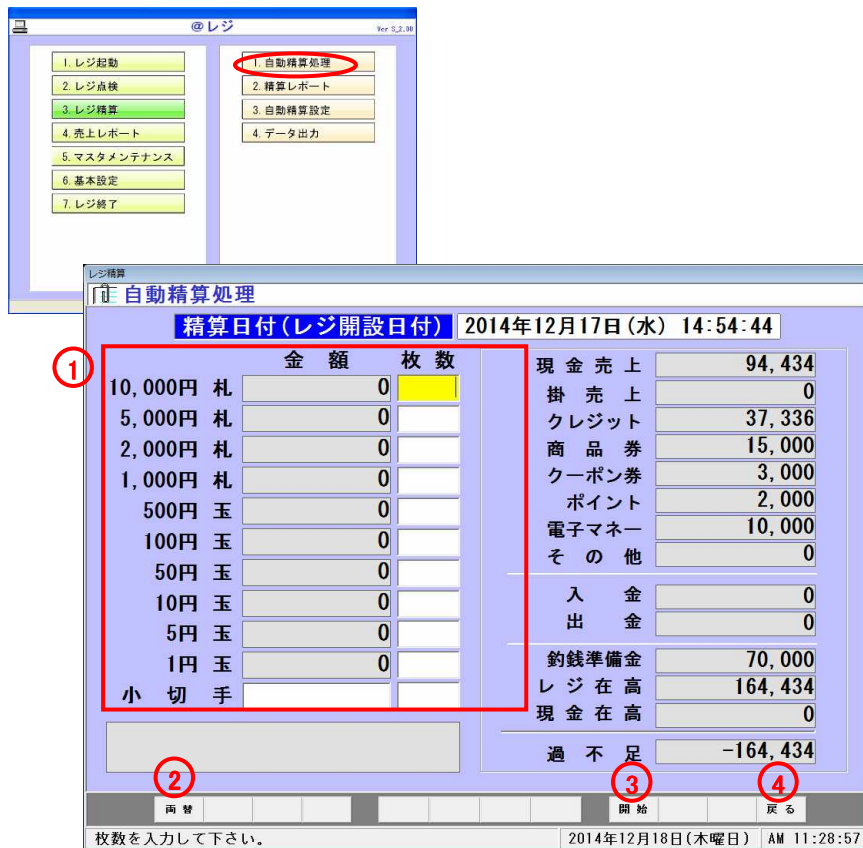 @レジ
Ver S_2.00
1.レジ起動
2.レジ点検
3.レジ精算
4.売上レポート
5.マスタメンテナンス
6.基本設定
7.レジ終了
1.自動精算処理
2.精算レポート
3.自動精算設定
4.データ出力
レジ精算
自動精算処理
精算日付(レジ開設日付) 2014年12月17日(水) 14:54:44
①
金額 枚数
10,000円 札 0
5,000円 札 0
2,000円 札 0
1,000円 札 0
500円 玉 0
100円 玉 0
50円 玉 0
10円 玉 0
5円 玉 0
1円 玉 0
小切手
現金売上 94,434
掛売上 0
クレジット 37,336
商品券 15,000
クーポン券 3,000
ポイント 2,000
電子マネー 10,000
その他 0
入金 0
出金 0
釣銭準備金 70,000
レジ在高 164,434
現金在高 0
過不足 -164,434
② ③ ④
両替 開始 戻る
枚数を入力して下さい。 2014年12月18日(木曜日) AM 11:28:57